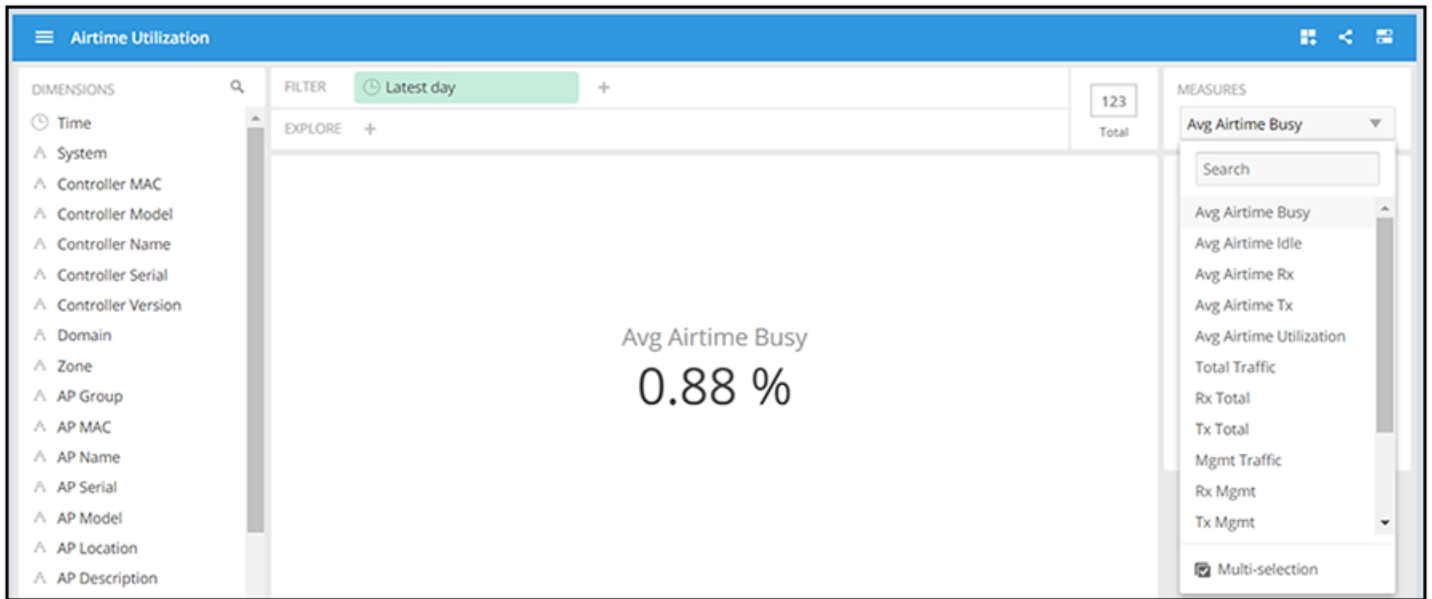 Airtime Utilization
DIMENSIONS
Time
System
Controller MAC
Controller Model
Controller Name
Controller Serial
Controller Version
Domain
Zone
AP Group
AP MAC
AP Name
AP Serial
AP Model
AP Location
AP Description
FILTER
Latest day
+
EXPLORE +
123
Total
Avg Airtime Busy
0.88 %
MEASURES
Avg Airtime Busy
Search
Avg Airtime Busy
Avg Airtime Idle
Avg Airtime Rx
Avg Airtime Tx
Avg Airtime Utilization
Total Traffic
Rx Total
Tx Total
Mgmt Traffic
Rx Mgmt
Tx Mgmt
Multi-selection